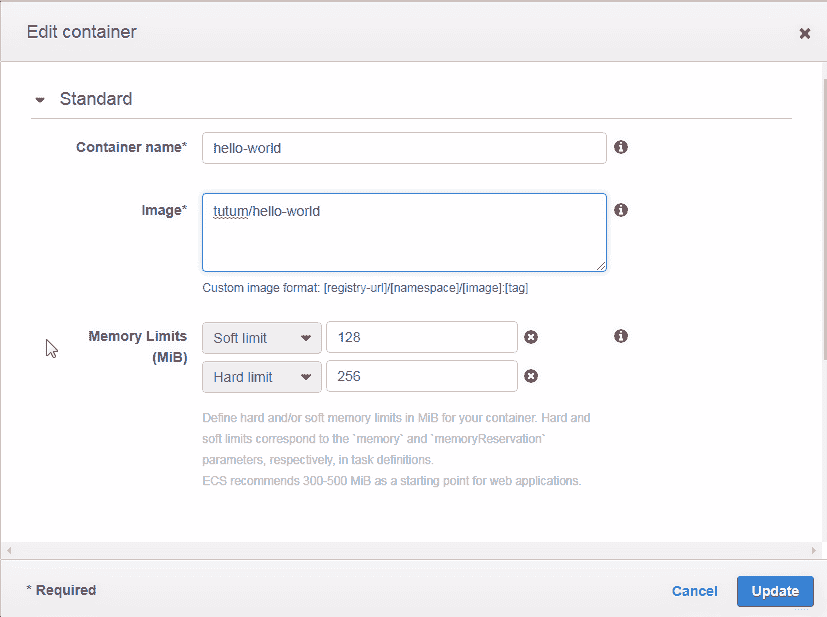 Edit container
Standard
Container name* hello-world
Image* tutum/hello-world
Custom image format: [registry-url]/[namespace]/[image]:[tag]
Memory Limits (MiB) Soft limit 128
Hard limit 256
Define hard and/or soft memory limits in MiB for your container. Hard and
soft limits correspond to the `memory` and `memoryReservation`
parameters, respectively, in task definitions.
ECS recommends 300-500 MiB as a starting point for web applications.
* Required Cancel Update